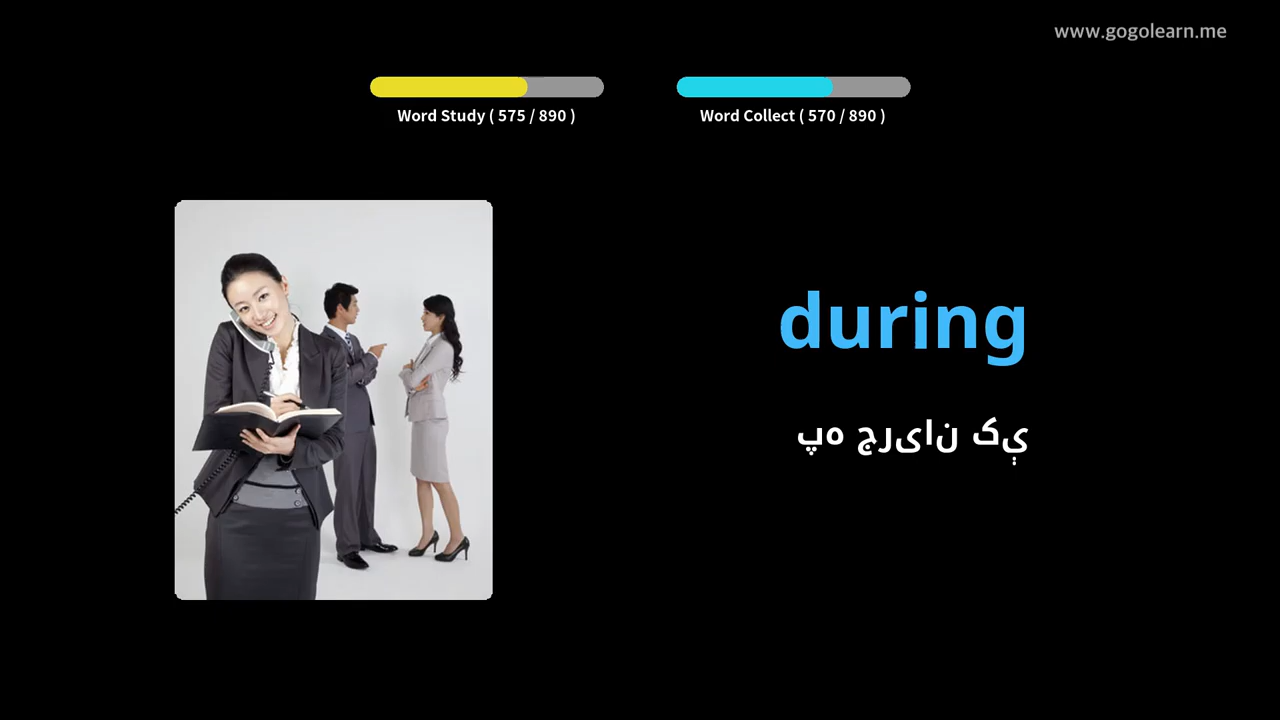 www.gogolearn.me
Word Study ( 575 / 890 )
Word Collect ( 570 / 890 )
during
په جریان کې